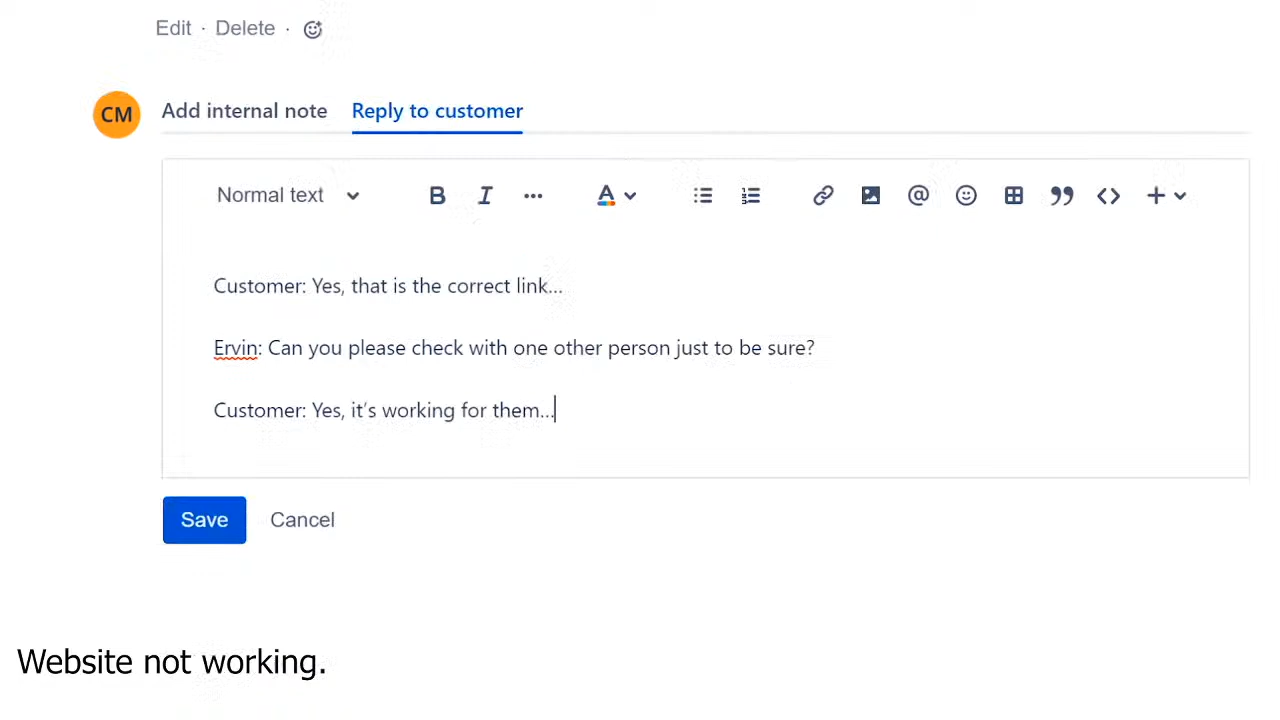 Edit · Delete ·
CM Add internal note Reply to customer
Normal text
Customer: Yes, that is the correct link...
Ervin: Can you please check with one other person just to be sure?
Customer: Yes, it's working for them...
Save Cancel
Website not working.